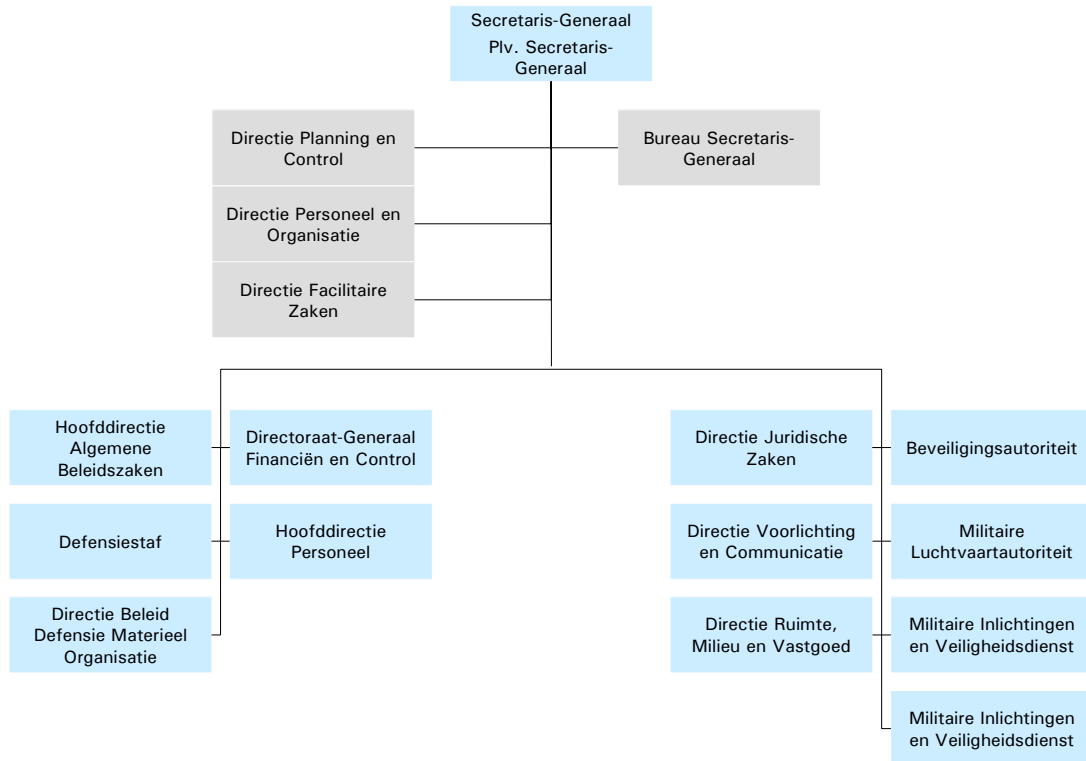 Secretaris-Generaal
Plv. Secretaris-
Generaal
Directie Planning en
Control
Bureau Secretaris-
Generaal
Directie Personeel en
Organisatie
Directie Facilitaire
Zaken
Hoofddirectie
Algemene
Beleidszaken
Directoraat-Generaal
Financiën en Control
Directie Juridische
Zaken
Beveiligingsautoriteit
Defensiestaf
Hoofddirectie
Personeel
Directie Voorlichting
en Communicatie
Militaire
Luchtvaartautoriteit
Directie Beleid
Defensie Materieel
Organisatie
Directie Ruimte,
Milieu en Vastgoed
Militaire Inlichtingen
en Veiligheidsdienst
Militaire Inlichtingen
en Veiligheidsdienst